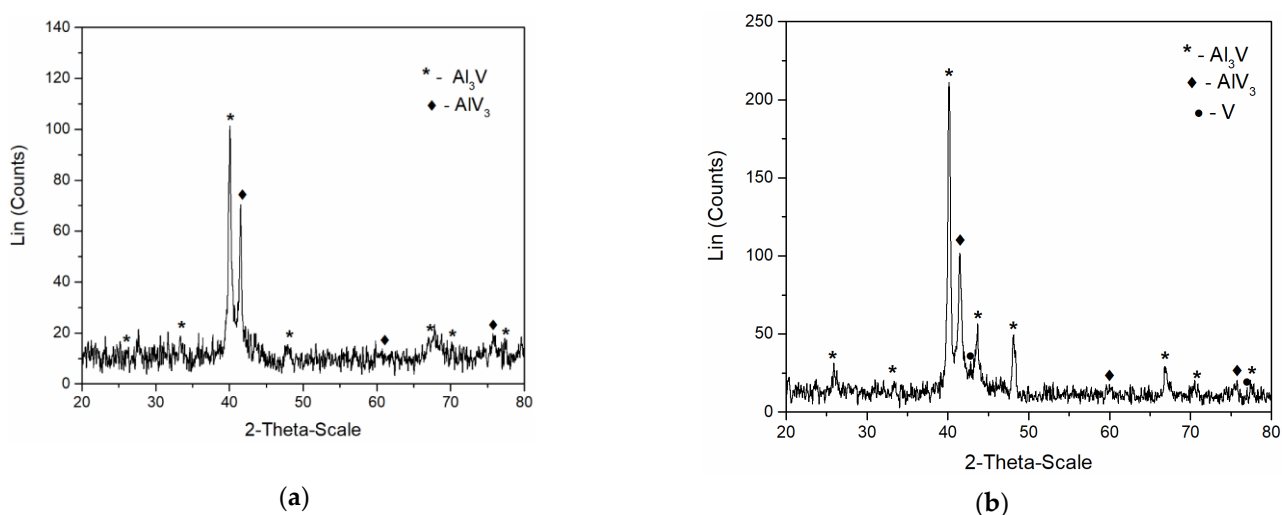 140
120
100
80
60
40
20
0
20 30 40 50 60 70 80
Lin (Counts)
2-Theta-Scale
* - Al₃V
♦ - AlV₃
(a)
250
200
150
100
50
0
20 30 40 50 60 70 80
Lin (Counts)
2-Theta-Scale
* - Al₃V
♦ - AlV₃
● - V
(b)